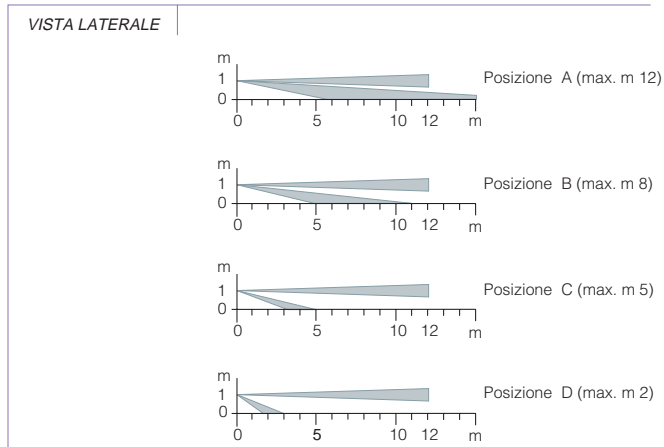 VISTA LATERALE
m
1
0
0 5 10 12 m
Posizione A (max. m 12)
m
1
0
0 5 10 12 m
Posizione B (max. m 8)
m
1
0
0 5 10 12 m
Posizione C (max. m 5)
m
1
0
0 5 10 12 m
Posizione D (max. m 2)